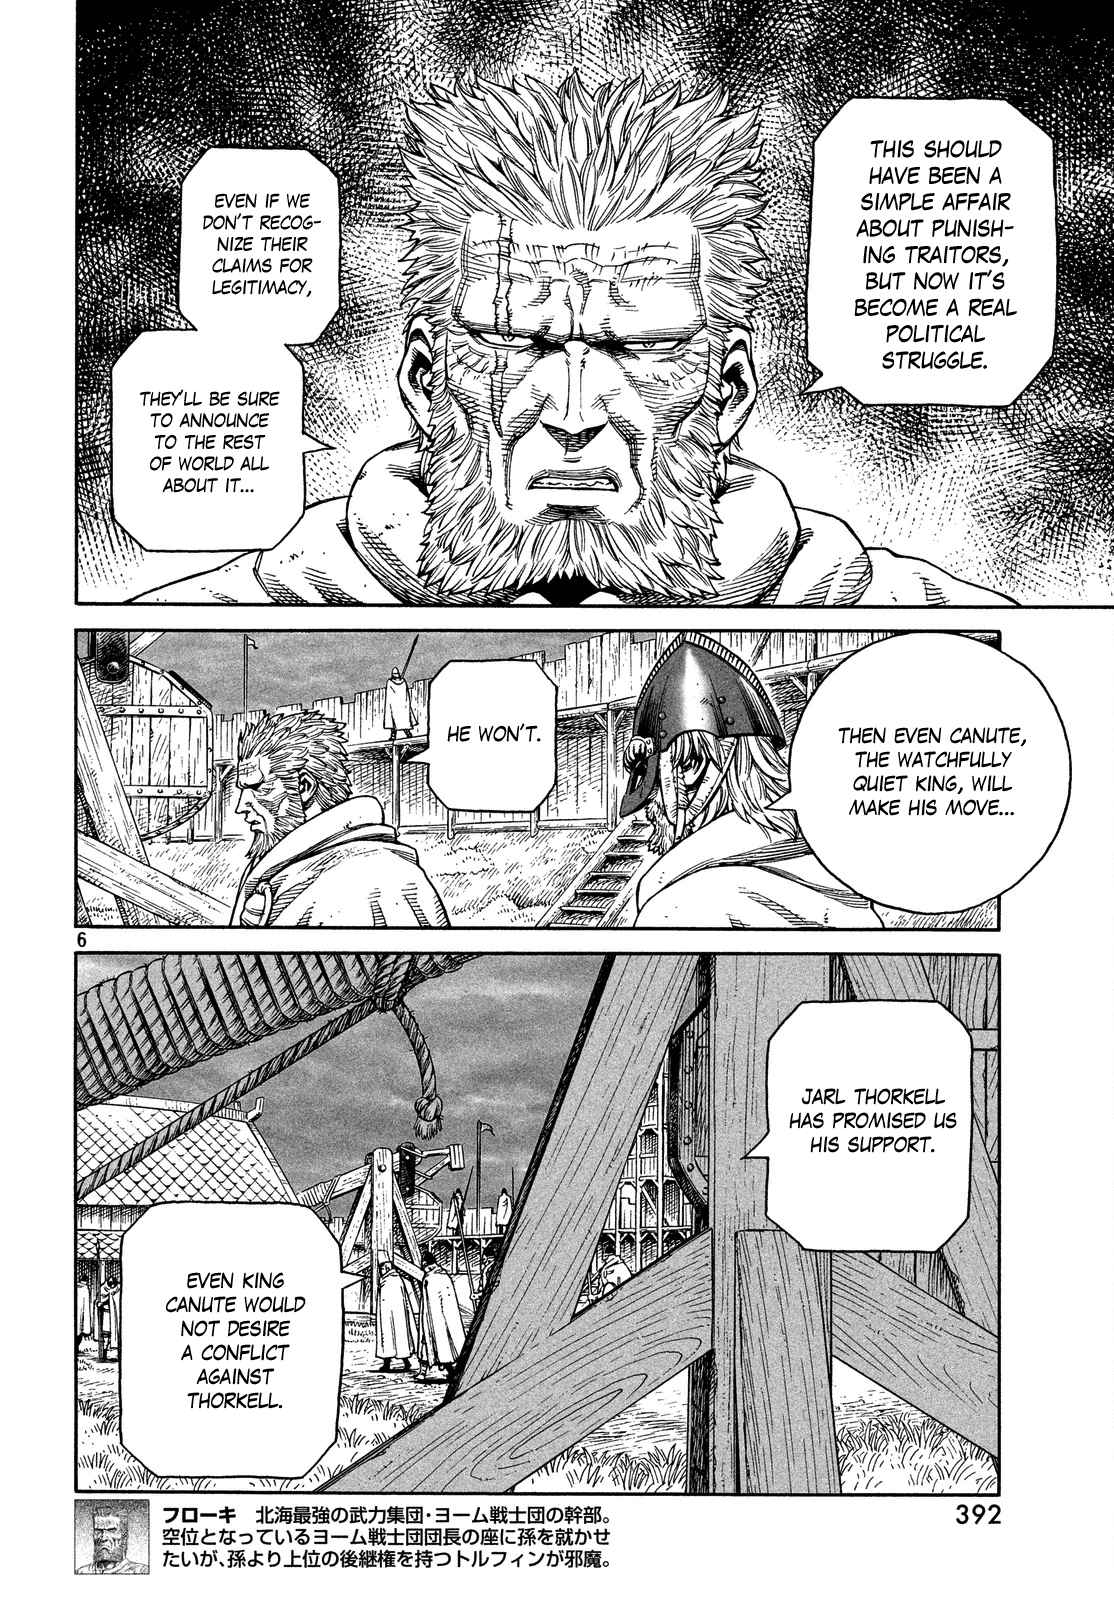 THIS SHOULD
HAVE BEEN A
SIMPLE AFFAIR
ABOUT PUNISH-
ING TRAITORS,
BUT NOW IT'S
BECOME A REAL
POLITICAL
STRUGGLE.
EVEN IF WE
DON'T RECOG-
NIZE THEIR
CLAIMS FOR
LEGITIMACY,
THEY'LL BE SURE
TO ANNOUNCE
TO THE REST
OF WORLD ALL
ABOUT IT...
THEN EVEN CANUTE,
THE WATCHFULLY
QUIET KING, WILL
MAKE HIS MOVE...
HE WON'T.
6
JARL THORKELL
HAS PROMISED US
HIS SUPPORT.
EVEN KING
CANUTE WOULD
NOT DESIRE
A CONFLICT
AGAINST
THORKELL.
フローキ 北海最強の武力集団・ヨーム戦士団の幹部。
空位となっているヨーム戦士団団長の座に孫を就かせ
たいが、孫より上位の後継権を持つトルフィンが邪魔。
392